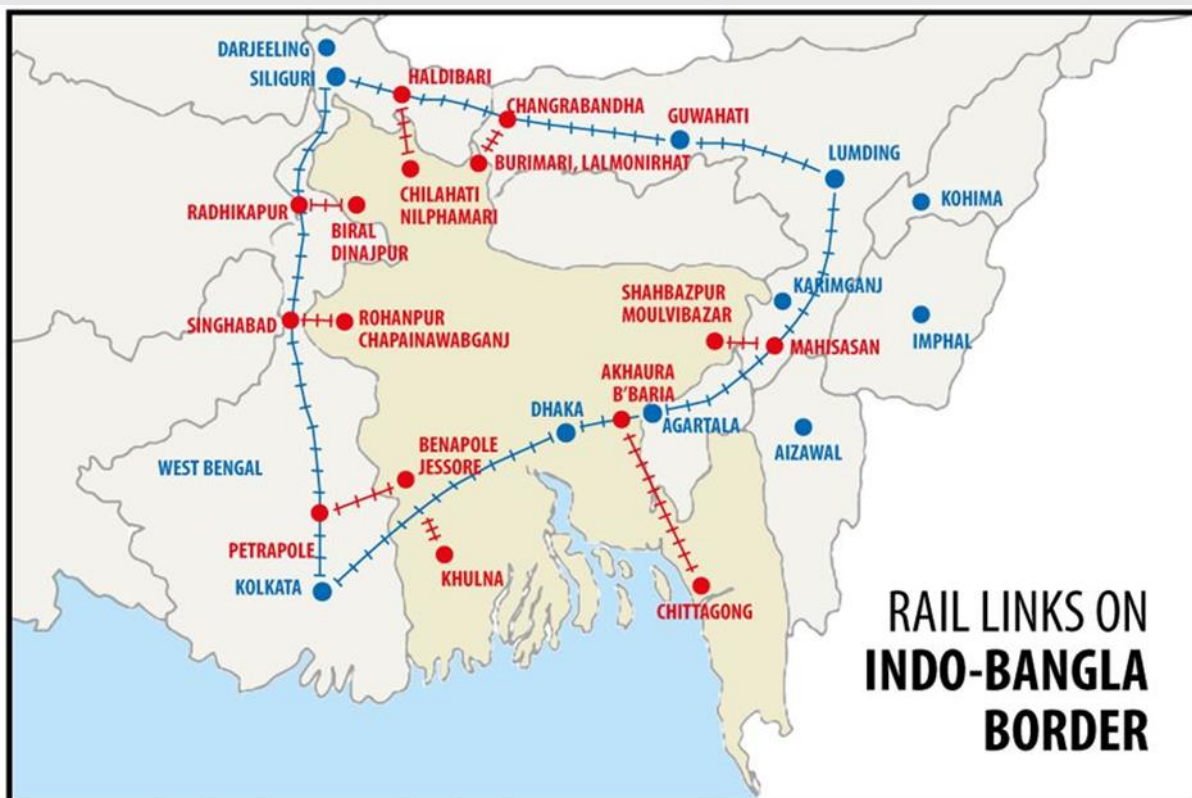 DARJEELING
SILIGURI
HALDIBARI
CHANGRABANDHA
GUWAHATI
LUMDING
BURIMARI, LALMONIRHAT
CHILAHATI
NILPHAMARI
KOHIMA
RADHIKAPUR
BIRAL
DINAJPUR
SHAHBAZPUR
MOULVIBAZAR
KARIMGANJ
SINGHABAD
ROHANPUR
CHAPAINAWABGANJ
IMPHAL
MAHISASAN
AKHAURA
B'BARIA
DHAKA
AGARTALA
AIZAWAL
BENAPOLE
JESSORE
WEST BENGAL
PETRAPOLE
KHULNA
KOLKATA
CHITTAGONG
RAIL LINKS ON
INDO-BANGLA
BORDER